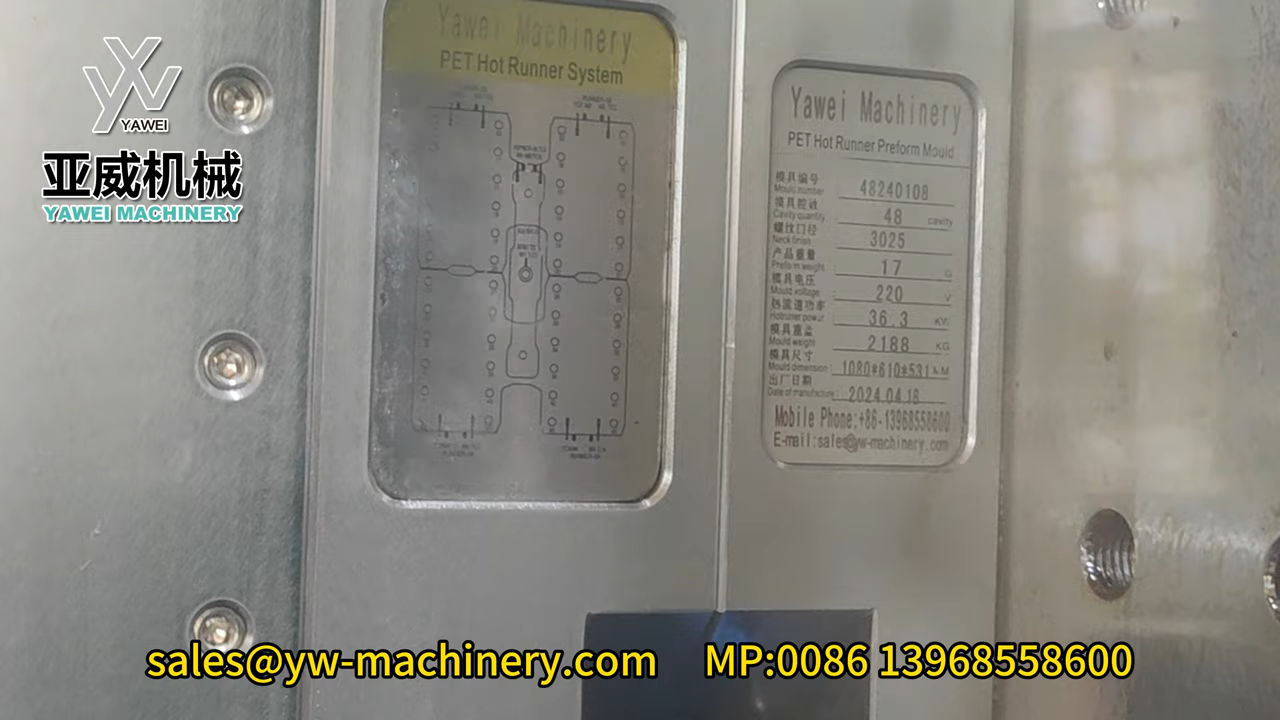 YAWEI
亚威机械
YAWEI MACHINERY
Yawei Machinery
PET Hot Runner System
Yawei Machinery
PET Hot Runner Preform Mould
模具编号
Mould number 48240108
模具腔数
Cavity quantity 48 cavity
螺纹口径
Neck finish 3025
产品重量
Preform weight 17 G
模具电压
Mould voltage 220 V
热流道功率
Hotrunner power 36.3 KW
模具重量
Mould weight 2188 KG
模具尺寸
Mould dimension 1080*610*531 MM
出厂日期
Date of manufacture: 2024.04.18
Mobile Phone:+86-13968558600
E-mail:sales@yw-machinery.com
sales@yw-machinery.com MP:0086 13968558600